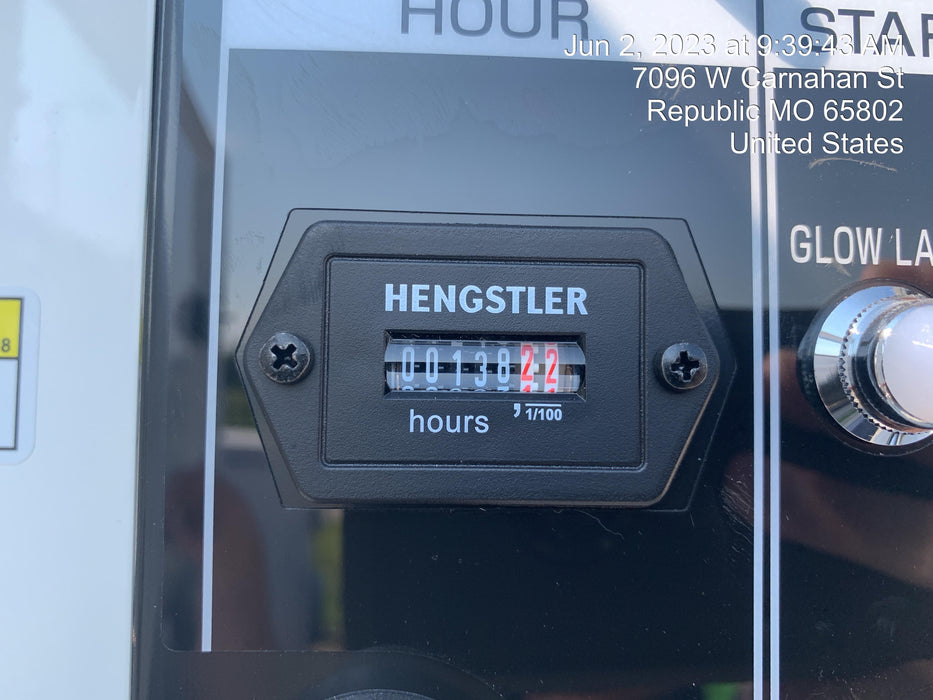 HOUR
STAR
Jun 2, 2023 at 9:39:43 AM
7096 W Carnahan St
Republic MO 65802
United States
GLOW LA
HENGSTLER
0013822
hours , 1/100
8